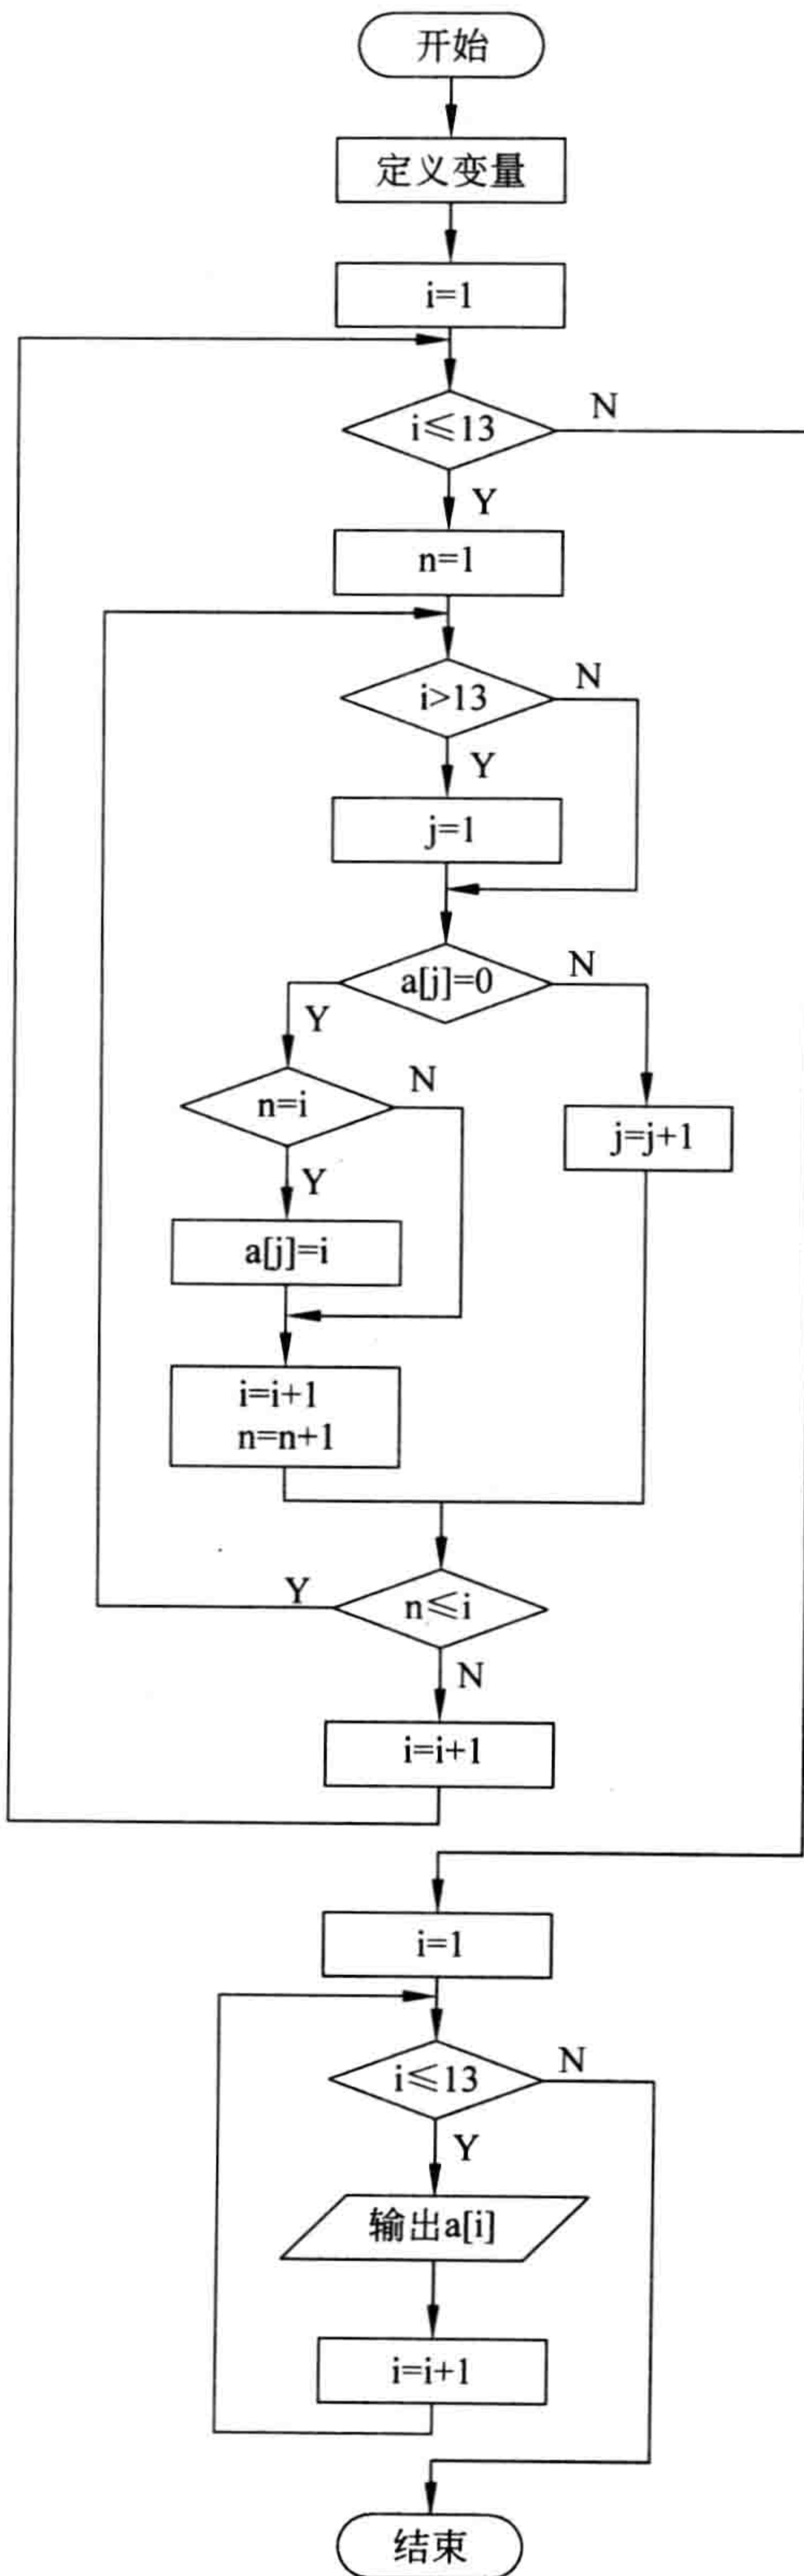 开始
定义变量
i=1
i≤13
N
Y
n=1
i>13
N
Y
j=1
a[j]=0
N
Y
n=i
N
j=j+1
Y
a[j]=i
i=i+1
n=n+1
Y
n≤i
N
i=i+1
i=1
i≤13
N
Y
输出a[i]
i=i+1
结束